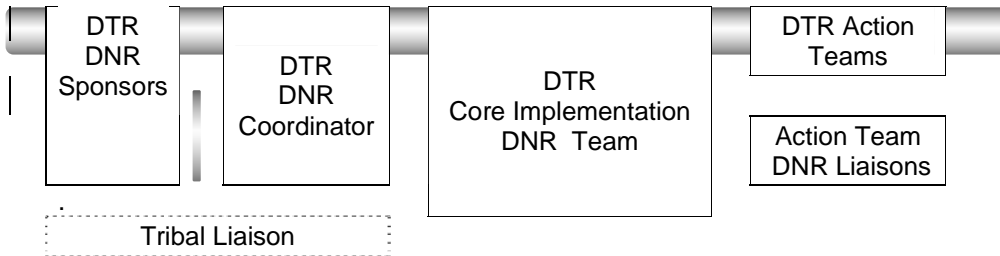 DTR
DNR
Sponsors
DTR
DNR
Coordinator
DTR
Core Implementation
DNR Team
DTR Action
Teams
Action Team
DNR Liaisons
.
Tribal Liaison